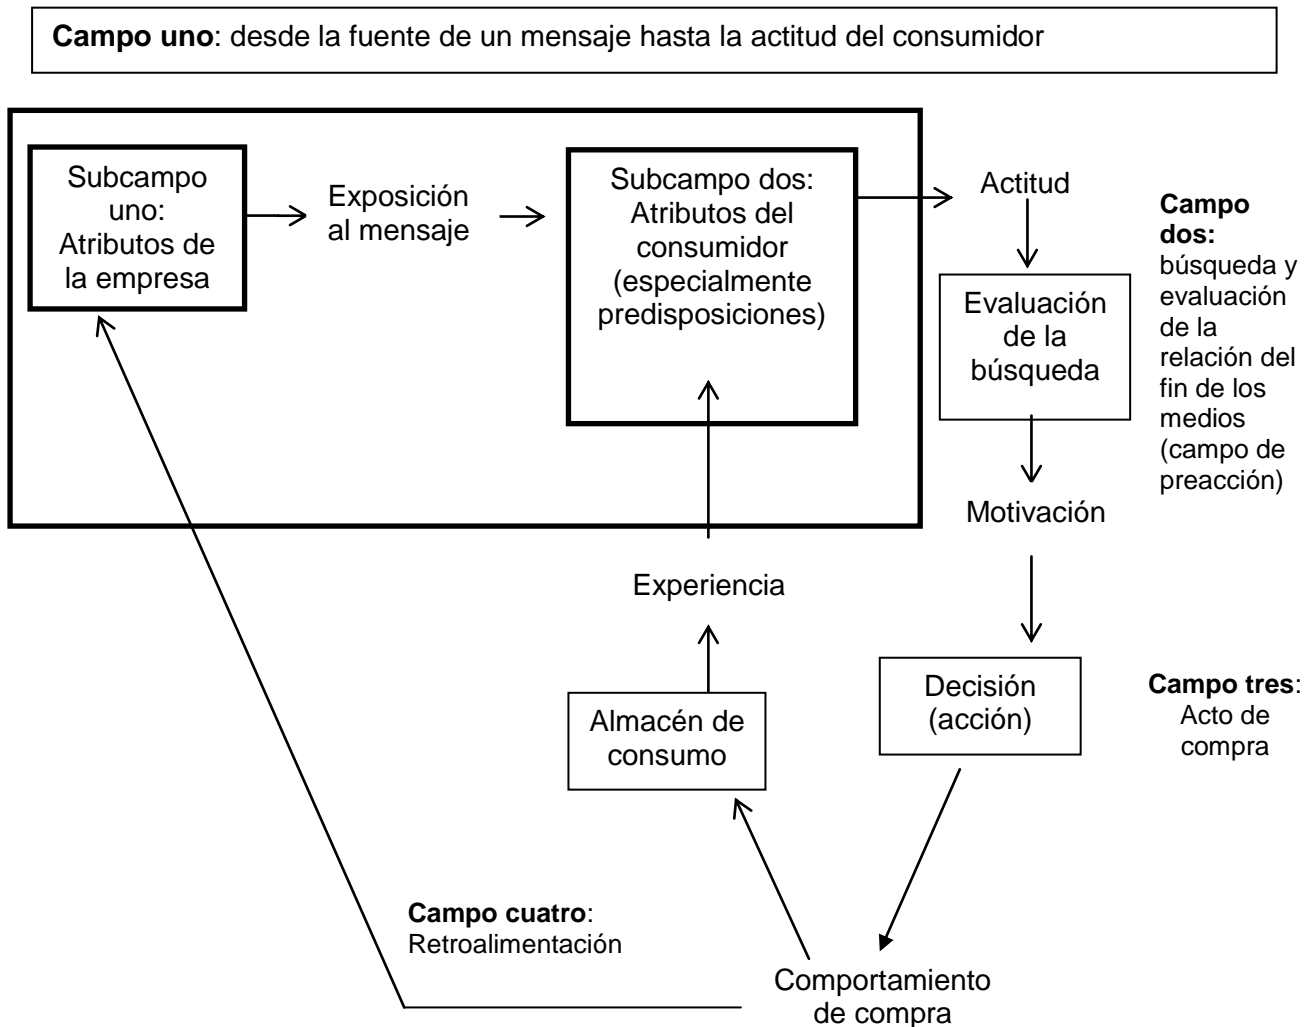 Campo uno: desde la fuente de un mensaje hasta la actitud del consumidor
Subcampo
uno:
Atributos de
la empresa
Exposición
al mensaje
Subcampo dos:
Atributos del
consumidor
(especialmente
predisposiciones)
Actitud
Campo
dos:
búsqueda y
evaluación
de la
relación del
fin de los
medios
(campo de
preacción)
Evaluación
de la
búsqueda
Motivación
Experiencia
Decisión
(acción)
Campo tres:
Acto de
compra
Almacén de
consumo
Campo cuatro:
Retroalimentación
Comportamiento
de compra